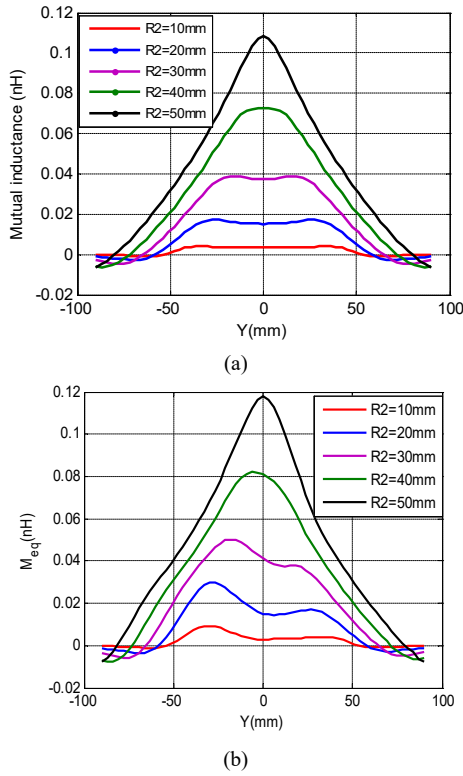 R2=10mm
R2=20mm
R2=30mm
R2=40mm
R2=50mm
Mutual inductance (nH)
0.12
0.1
0.08
0.06
0.04
0.02
0
-0.02
-100
-50
0
50
100
Y(mm)
(a)
R2=10mm
R2=20mm
R2=30mm
R2=40mm
R2=50mm
Meq(nH)
0.12
0.1
0.08
0.06
0.04
0.02
0
-0.02
-100
-50
0
50
100
Y(mm)
(b)